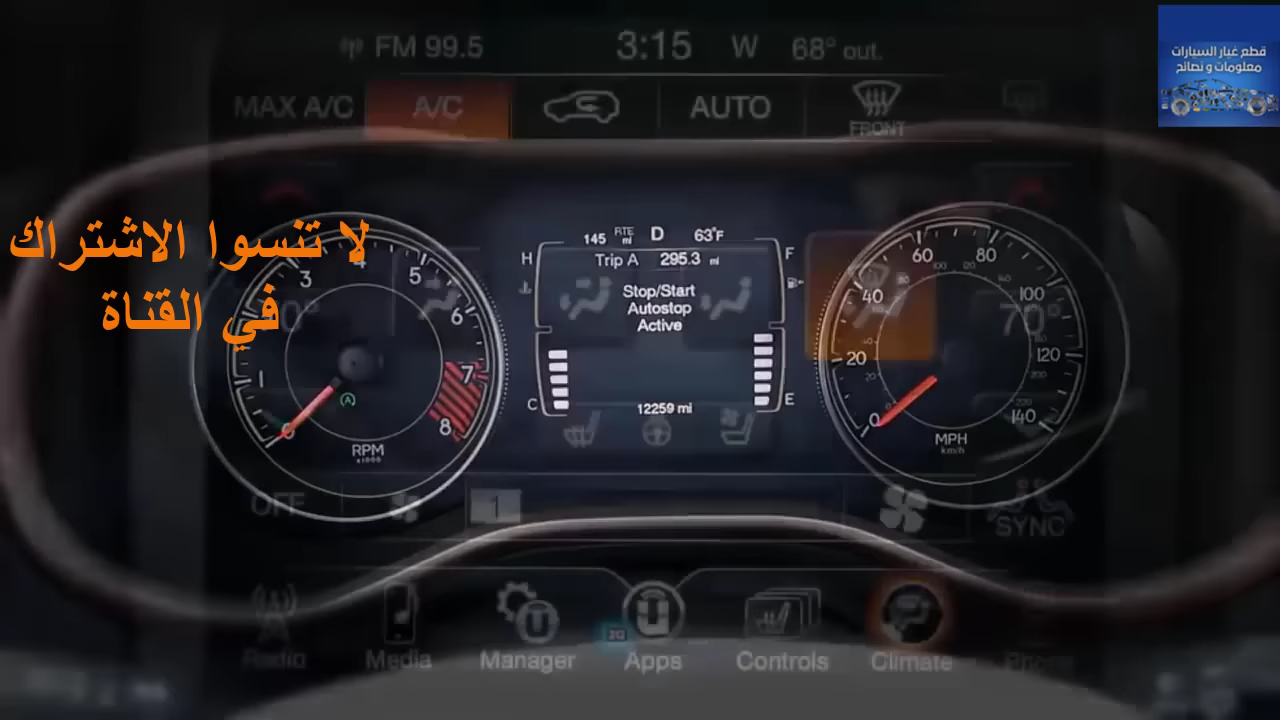 FM 99.5 3:15 W 68° out.
قطع غيار السيارات
معلومات و نصائح
MAX A/C A/C AUTO FRONT
لا تنسوا الاشتراك
في القناة
145 RTE mi D 63°F
H F
Trip A 295.3 mi
Stop/Start
Autostop
Active
C E
12259 mi
0 1 3 4 5 6 7 8
RPM
x1000
0 20 40 60 80 100 120 140
MPH
km/h
70°
OFF 1 SYNC
Radio Media Manager Apps Controls Climate Phone